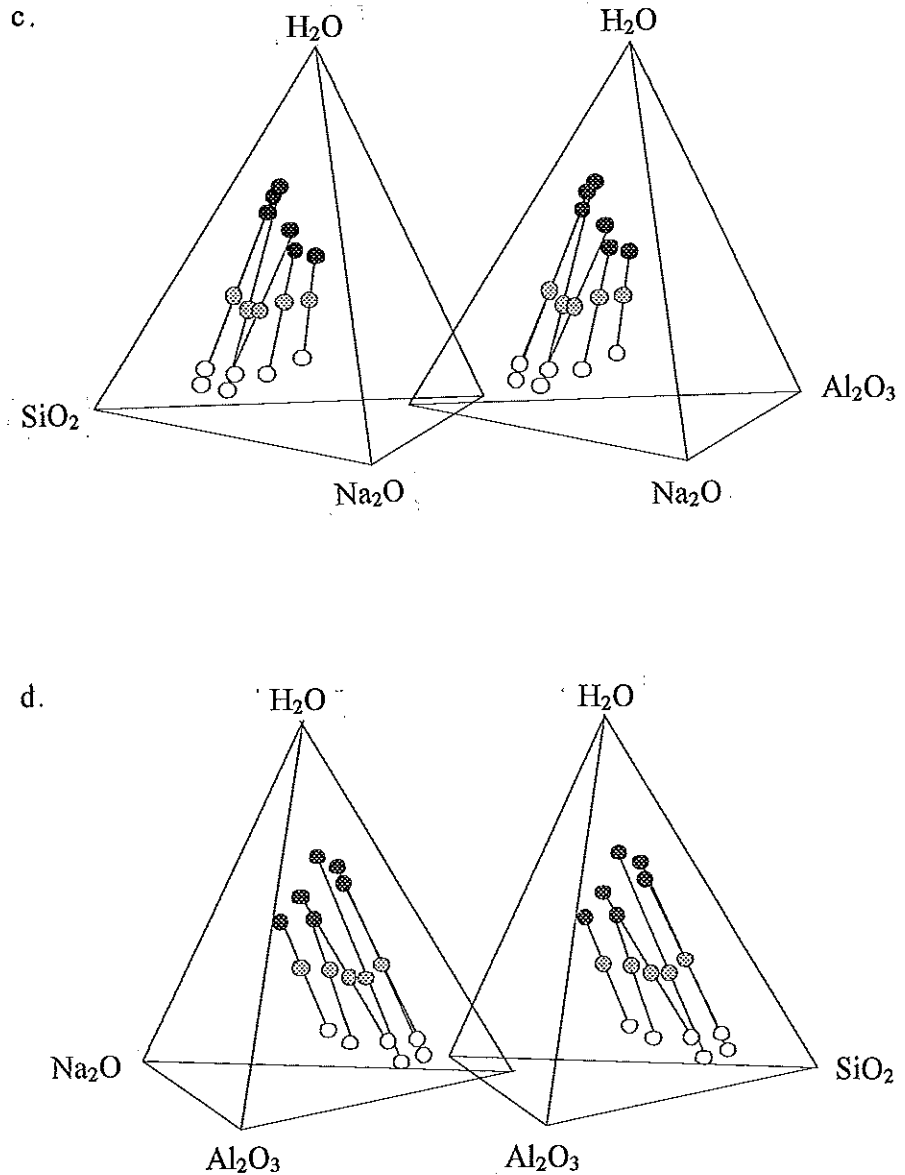 c.
H₂O H₂O
SiO₂ Al₂O₃
Na₂O Na₂O
d.
H₂O H₂O
Na₂O SiO₂
Al₂O₃ Al₂O₃